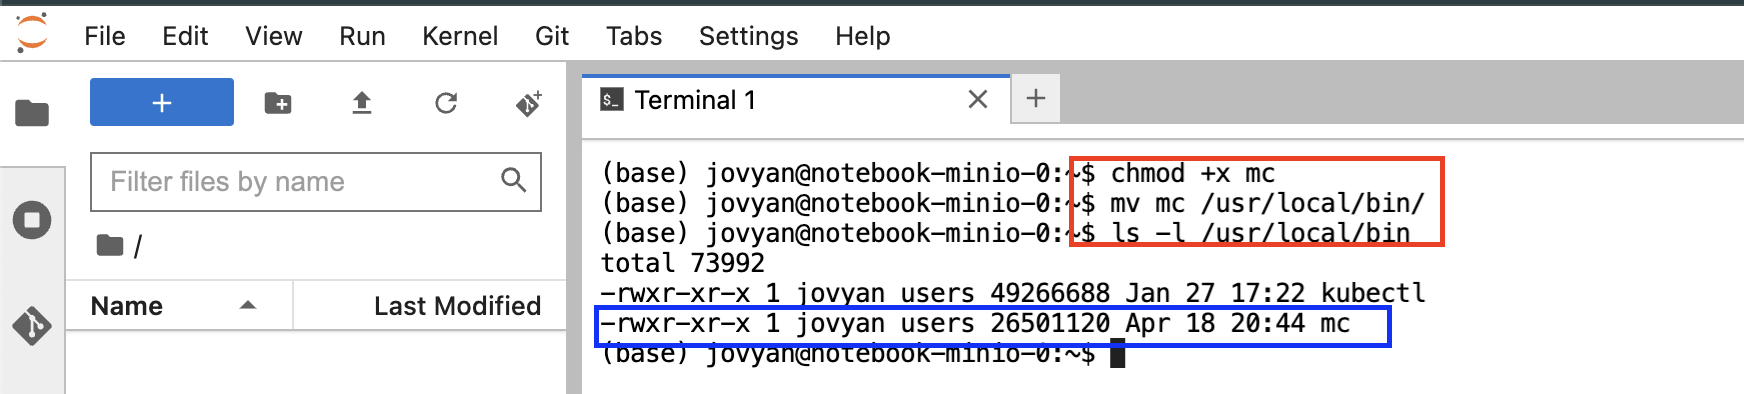 File Edit View Run Kernel Git Tabs Settings Help
+
Filter files by name
/
Name Last Modified
$_ Terminal 1 × +
(base) jovyan@notebook-minio-0:~$ chmod +x mc
(base) jovyan@notebook-minio-0:~$ mv mc /usr/local/bin/
(base) jovyan@notebook-minio-0:~$ ls -l /usr/local/bin
total 73992
-rwxr-xr-x 1 jovyan users 49266688 Jan 27 17:22 kubectl
-rwxr-xr-x 1 jovyan users 26501120 Apr 18 20:44 mc
(base) jovyan@notebook-minio-0:~$